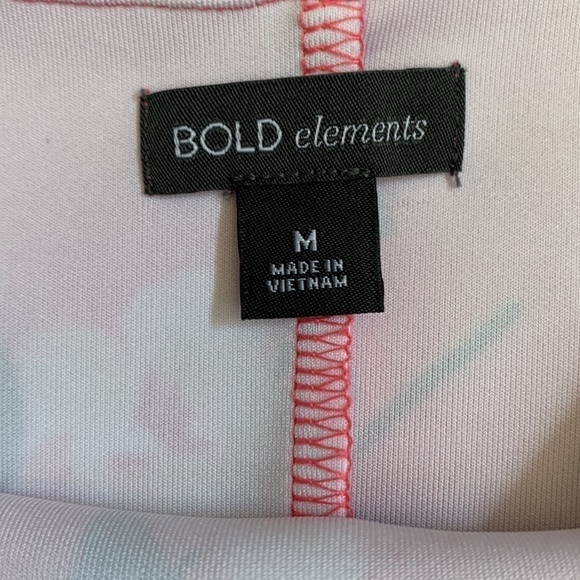 BOLD elements
M
MADE IN
VIETNAM